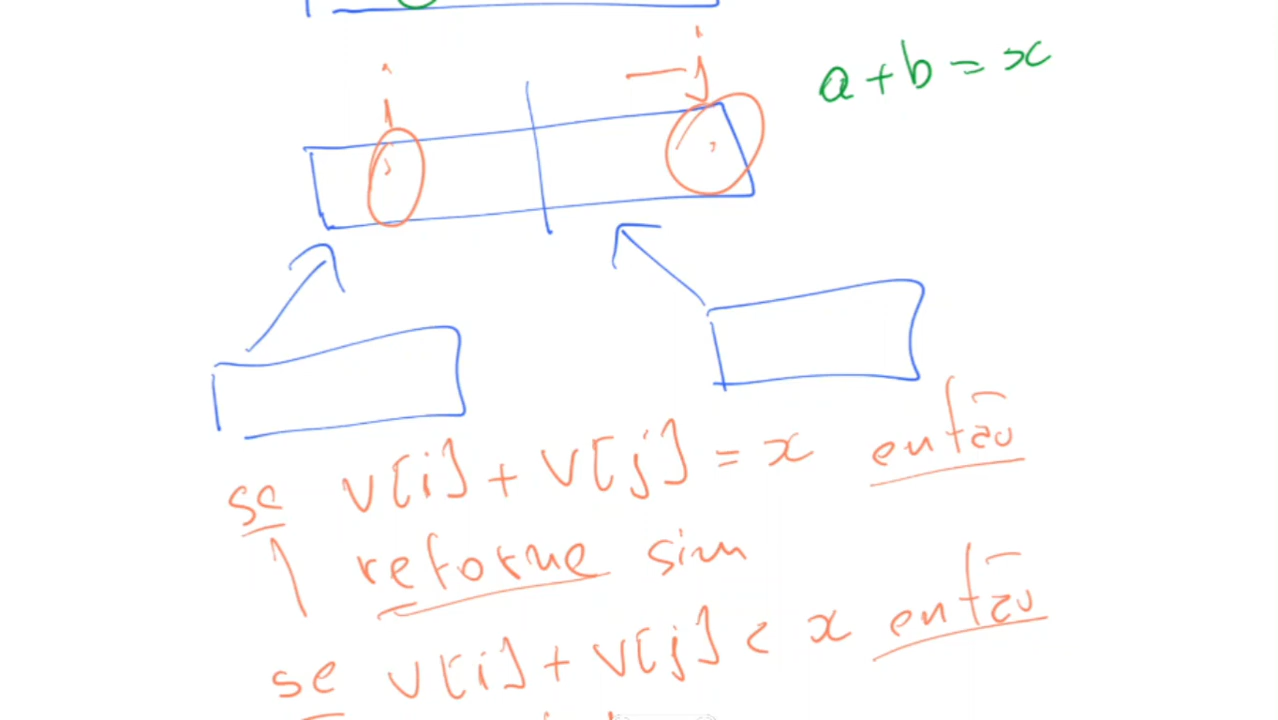 a + b = x
i
j
se v[i] + v[j] = x então
retorne sim
se v[i] + v[j] < x então